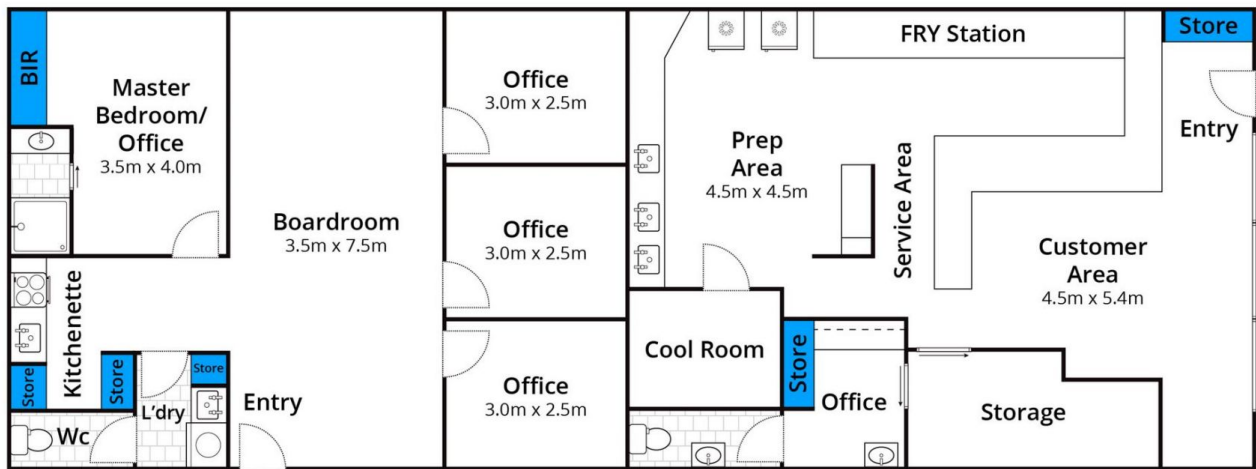 BIR
Master
Bedroom/
Office
3.5m x 4.0m
Boardroom
3.5m x 7.5m
Office
3.0m x 2.5m
Office
3.0m x 2.5m
Office
3.0m x 2.5m
Kitchenette
Store
Store
Store
L'dry
Wc
Entry
FRY Station
Store
Entry
Prep
Area
4.5m x 4.5m
Service Area
Customer
Area
4.5m x 5.4m
Cool Room
Store
Office
Storage